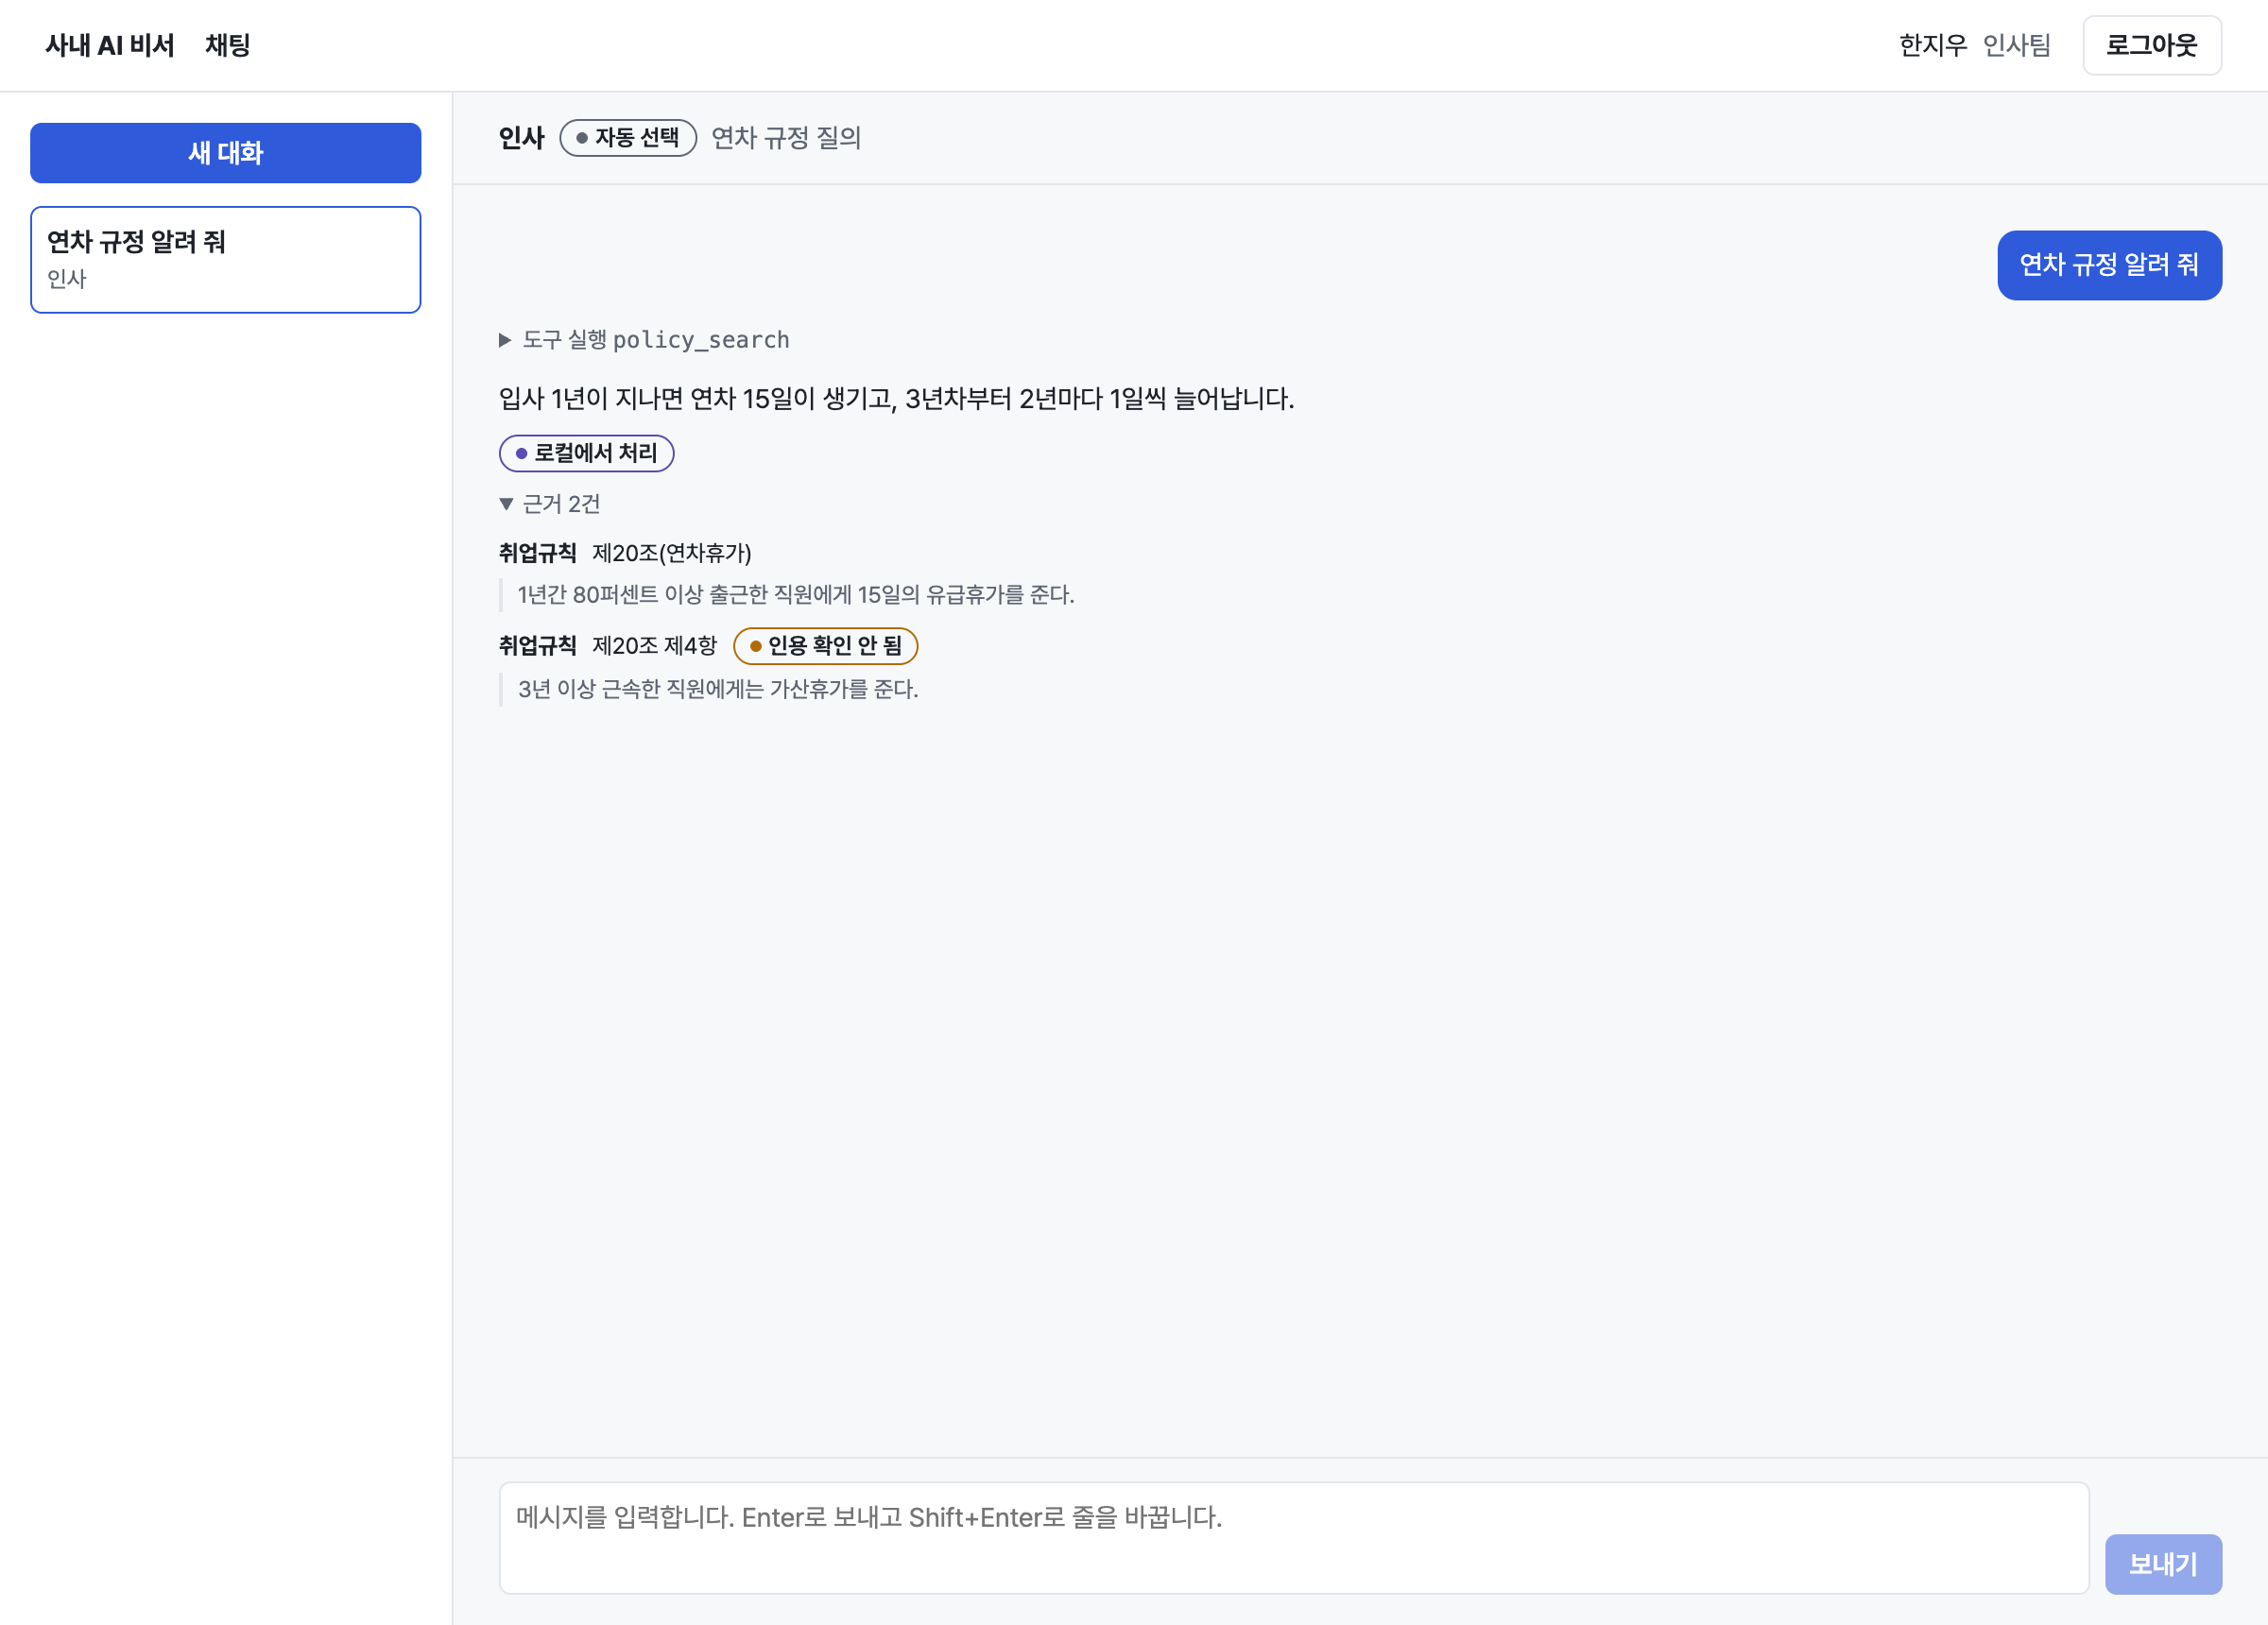 사내 AI 비서 채팅 한지우 인사팀 로그아웃
새 대화
연차 규정 알려 줘
인사
인사 자동 선택 연차 규정 질의
연차 규정 알려 줘
도구 실행 policy_search
입사 1년이 지나면 연차 15일이 생기고, 3년차부터 2년마다 1일씩 늘어납니다.
로컬에서 처리
근거 2건
취업규칙 제20조(연차휴가)
1년간 80퍼센트 이상 출근한 직원에게 15일의 유급휴가를 준다.
취업규칙 제20조 제4항 인용 확인 안 됨
3년 이상 근속한 직원에게는 가산휴가를 준다.
메시지를 입력합니다. Enter로 보내고 Shift+Enter로 줄을 바꿉니다.
보내기